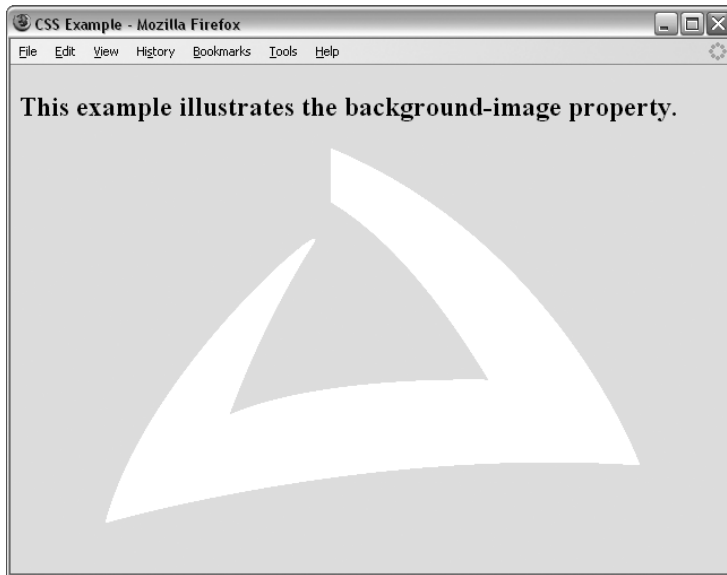 CSS Example - Mozilla Firefox
File Edit View History Bookmarks Tools Help
This example illustrates the background-image property.